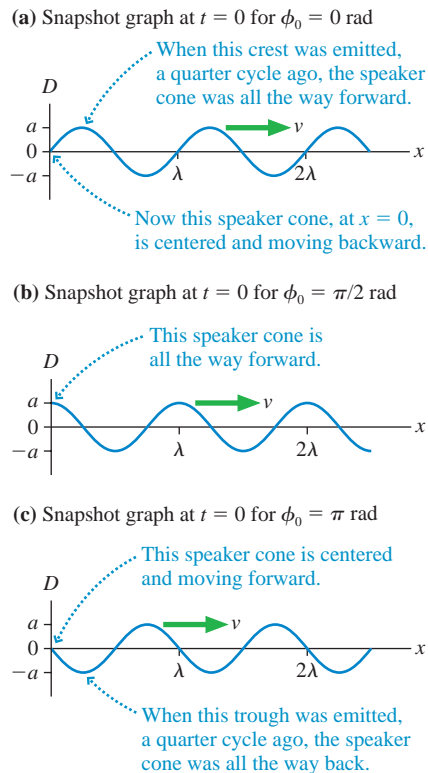 (a) Snapshot graph at t = 0 for ϕ₀ = 0 rad
When this crest was emitted,
a quarter cycle ago, the speaker
cone was all the way forward.
D
a
v
0
x
−a
λ
2λ
Now this speaker cone, at x = 0,
is centered and moving backward.
(b) Snapshot graph at t = 0 for ϕ₀ = π/2 rad
This speaker cone is
all the way forward.
D
a
v
0
x
−a
λ
2λ
(c) Snapshot graph at t = 0 for ϕ₀ = π rad
This speaker cone is centered
and moving forward.
D
a
v
0
x
−a
λ
2λ
When this trough was emitted,
a quarter cycle ago, the speaker
cone was all the way back.